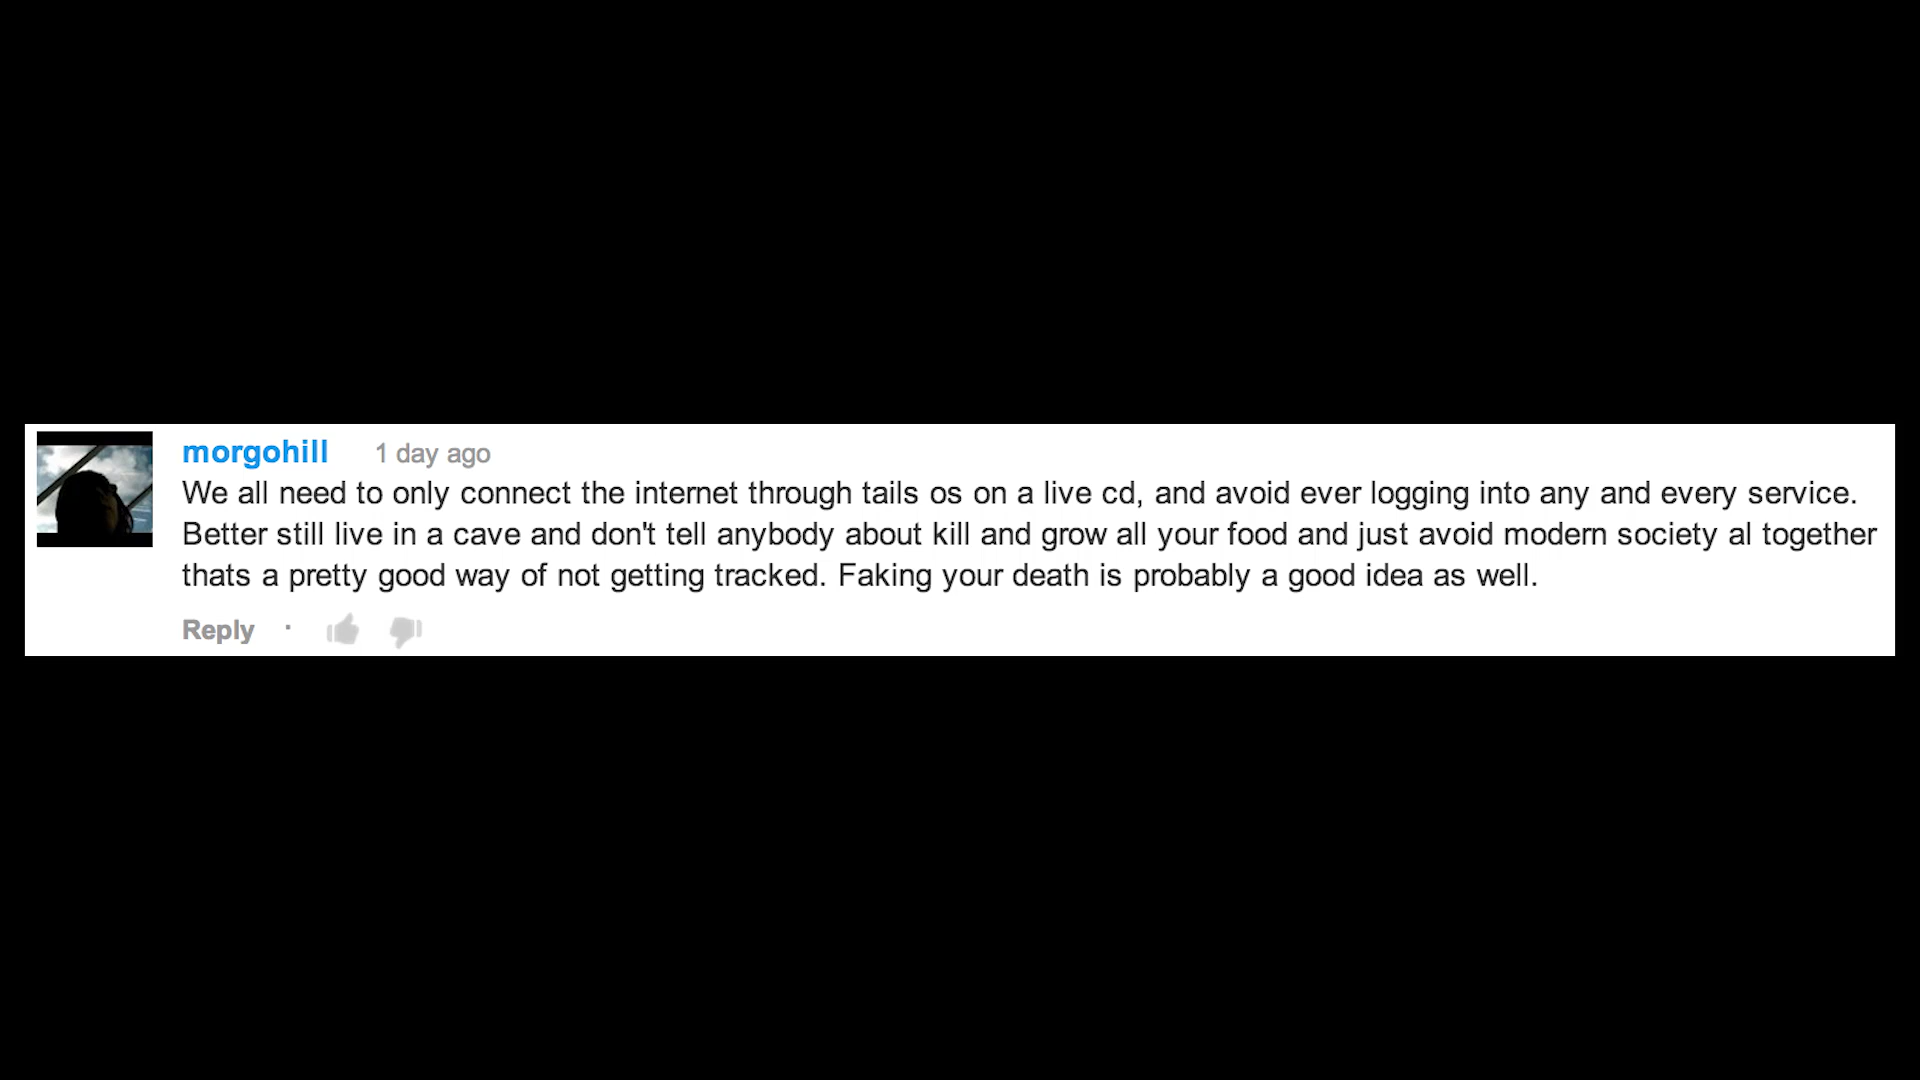 morgohill 1 day ago
We all need to only connect the internet through tails os on a live cd, and avoid ever logging into any and every service.
Better still live in a cave and don't tell anybody about kill and grow all your food and just avoid modern society al together
thats a pretty good way of not getting tracked. Faking your death is probably a good idea as well.
Reply ·